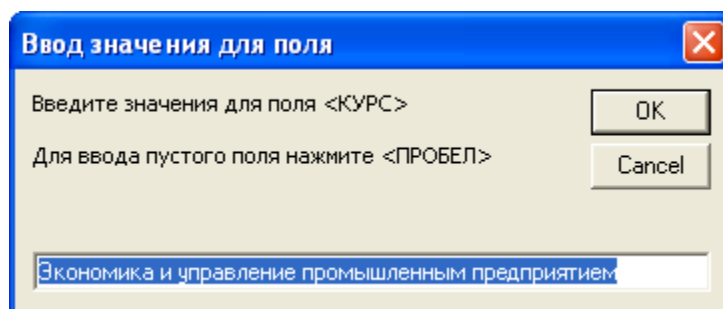 Ввод значения для поля
Введите значения для поля <КУРС>
OK
Для ввода пустого поля нажмите <ПРОБЕЛ>
Cancel
Экономика и управление промышленным предприятием